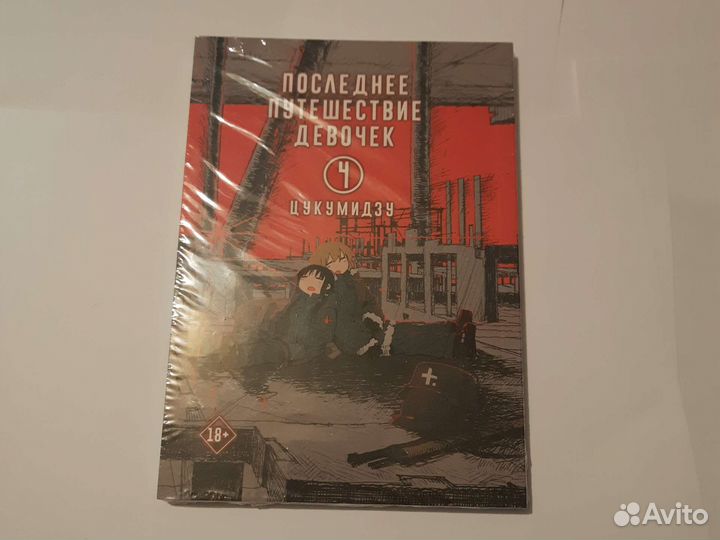 ПОСЛЕДНЕЕ
ПУТЕШЕСТВИЕ
ДЕВОЧЕК
4
ЦУКУМИДЗУ
18+
Avito